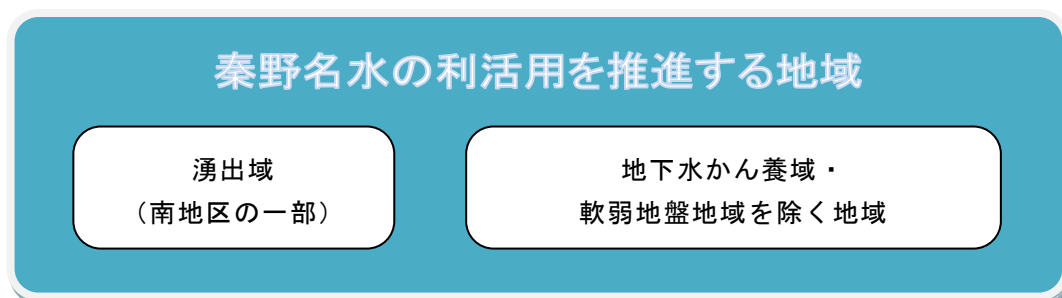 秦野名水の利活用を推進する地域
湧出域
（南地区の一部）
地下水かん養域・
軟弱地盤地域を除く地域